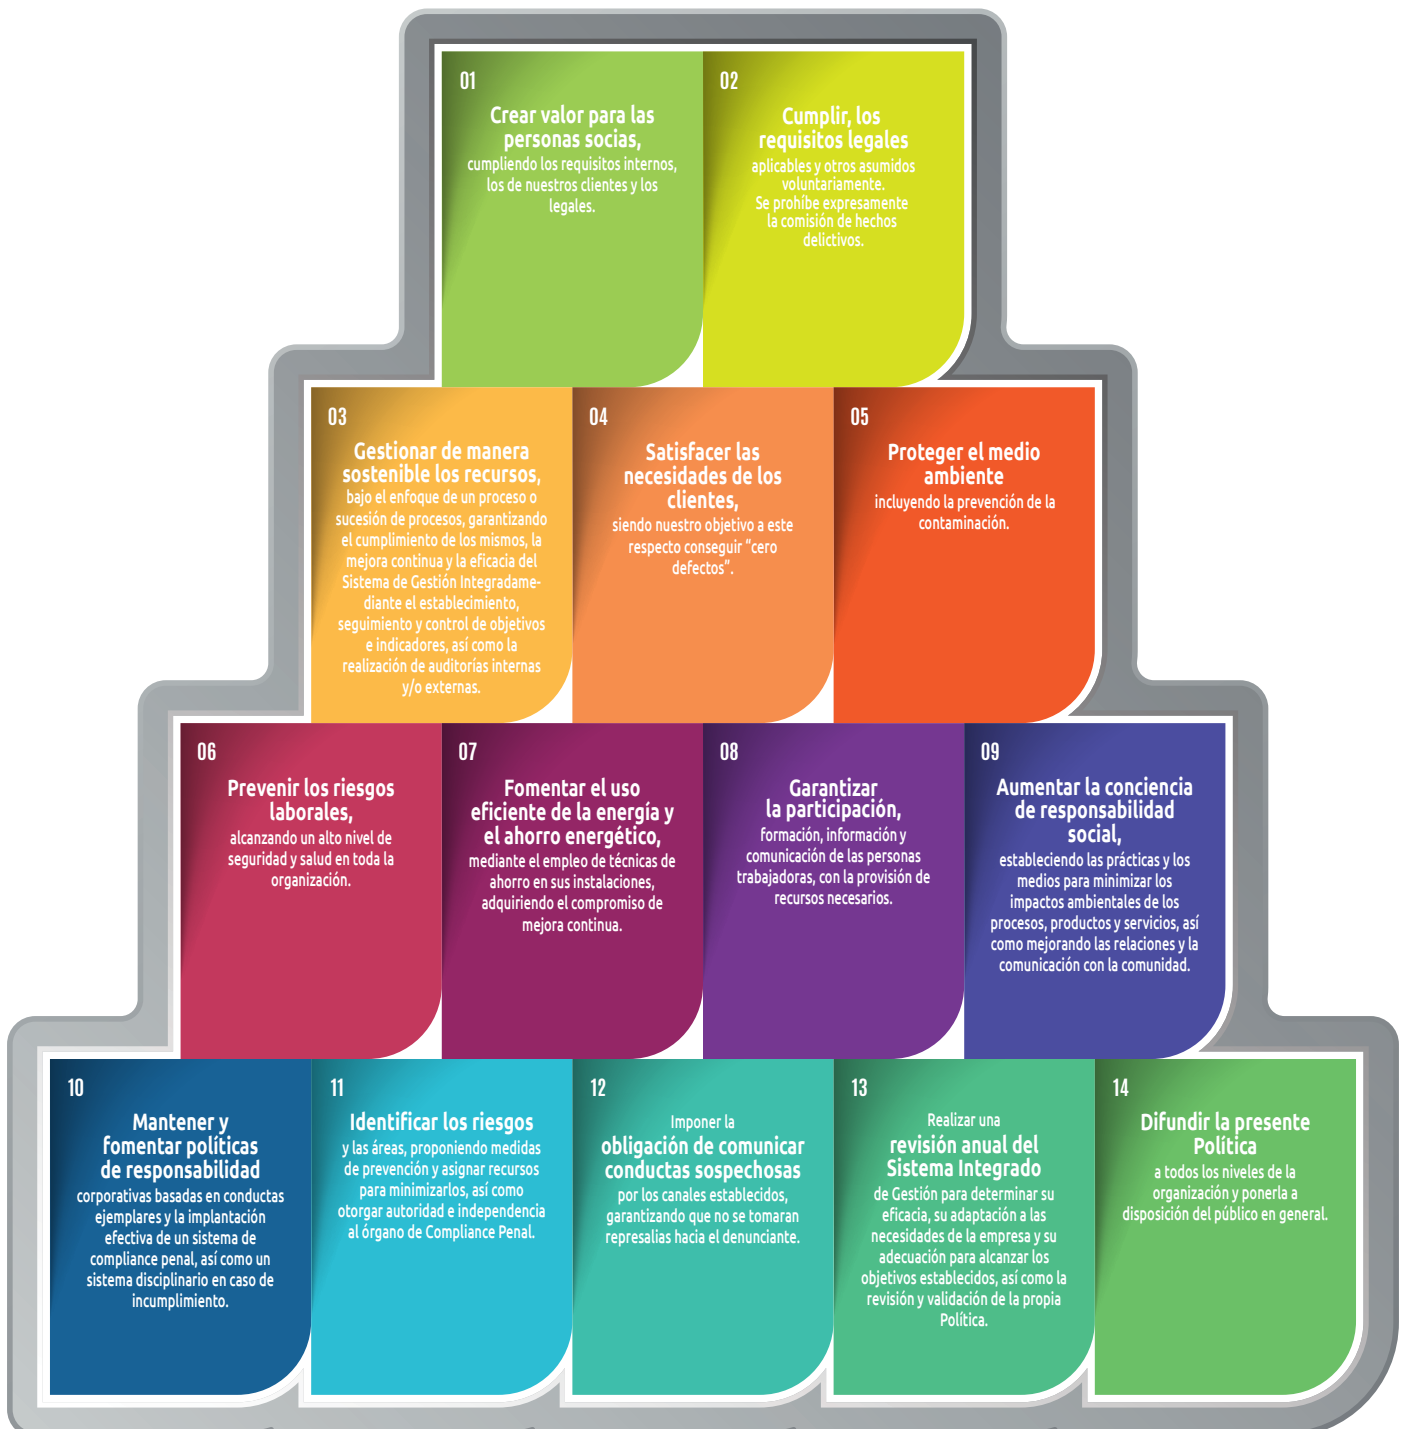 01
Crear valor para las
personas socias,
cumpliendo los requisitos internos,
los de nuestros clientes y los
legales.
02
Cumplir, los
requisitos legales
aplicables y otros asumidos
voluntariamente.
Se prohíbe expresamente
la comisión de hechos
delictivos.
03
Gestionar de manera
sostenible los recursos,
bajo el enfoque de un proceso o
sucesión de procesos, garantizando
el cumplimiento de los mismos, la
mejora continua y la eficacia del
Sistema de Gestión Integradame-
diante el establecimiento,
seguimiento y control de objetivos
e indicadores, así como la
realización de auditorías internas
y/o externas.
04
Satisfacer las
necesidades de los
clientes,
siendo nuestro objetivo a este
respecto conseguir “cero
defectos”.
05
Proteger el medio
ambiente
incluyendo la prevención de la
contaminación.
06
Prevenir los riesgos
laborales,
alcanzando un alto nivel de
seguridad y salud en toda la
organización.
07
Fomentar el uso
eficiente de la energía y
el ahorro energético,
mediante el empleo de técnicas de
ahorro en sus instalaciones,
adquiriendo el compromiso de
mejora continua.
08
Garantizar
la participación,
formación, información y
comunicación de las personas
trabajadoras, con la provisión de
recursos necesarios.
09
Aumentar la conciencia
de responsabilidad
social,
estableciendo las prácticas y los
medios para minimizar los
impactos ambientales de los
procesos, productos y servicios, así
como mejorando las relaciones y la
comunicación con la comunidad.
10
Mantener y
fomentar políticas
de responsabilidad
corporativas basadas en conductas
ejemplares y la implantación
efectiva de un sistema de
compliance penal, así como un
sistema disciplinario en caso de
incumplimiento.
11
Identificar los riesgos
y las áreas, proponiendo medidas
de prevención y asignar recursos
para minimizarlos, así como
otorgar autoridad e independencia
al órgano de Compliance Penal.
12
Imponer la
obligación de comunicar
conductas sospechosas
por los canales establecidos,
garantizando que no se tomaran
represalias hacia el denunciante.
13
Realizar una
revisión anual del
Sistema Integrado
de Gestión para determinar su
eficacia, su adaptación a las
necesidades de la empresa y su
adecuación para alcanzar los
objetivos establecidos, así como la
revisión y validación de la propia
Política.
14
Difundir la presente
Política
a todos los niveles de la
organización y ponerla a
disposición del público en general.